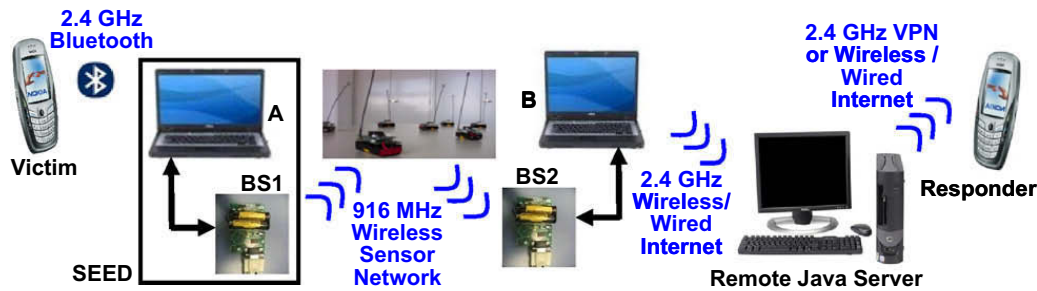 2.4 GHz
Bluetooth
NOKIA
Victim
A
BS1
SEED
916 MHz
Wireless
Sensor
Network
B
BS2
2.4 GHz
Wireless/
Wired
Internet
Remote Java Server
2.4 GHz VPN
or Wireless /
Wired
Internet
NOKIA
Responder